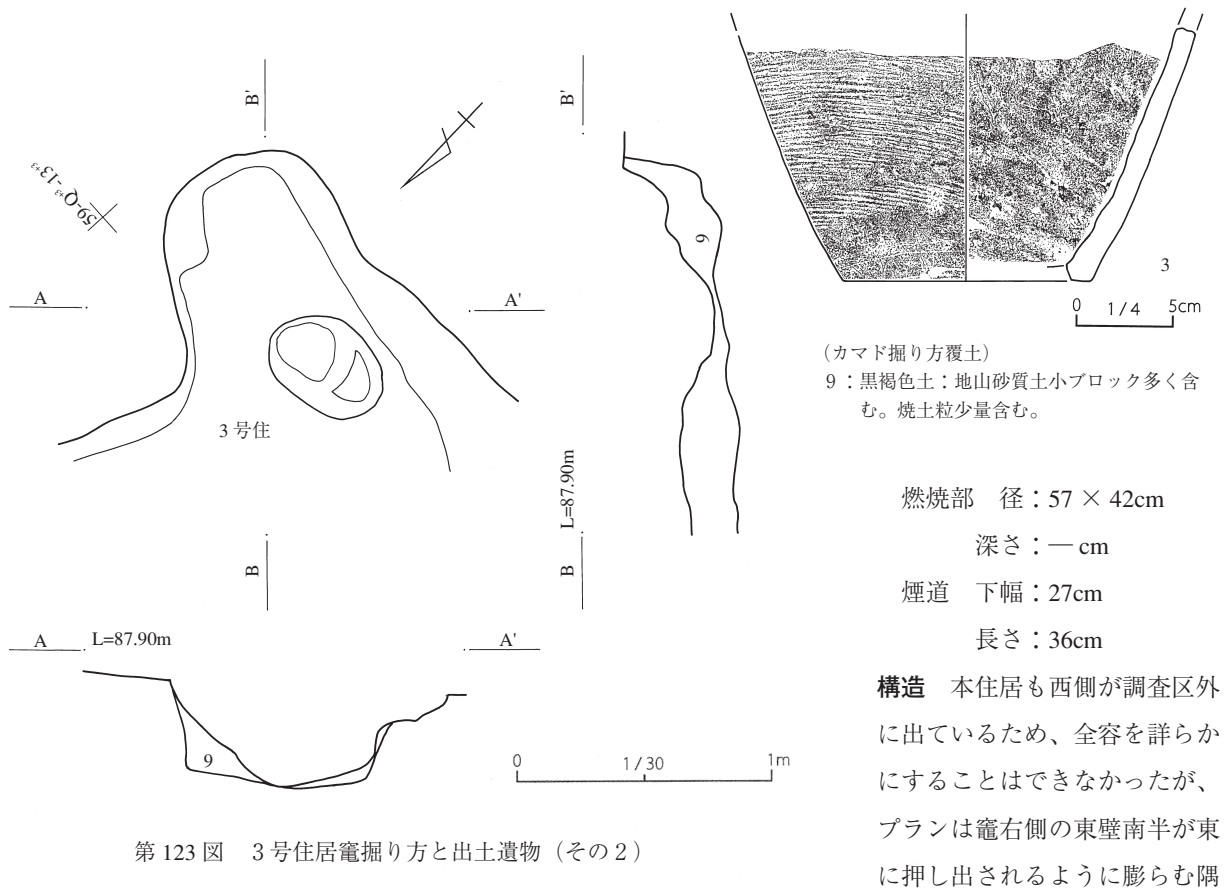 B'
B'
59-Q+3-13+3
A
A'
9
3
0 1/4 5cm
(カマド掘り方覆土)
9：黒褐色土：地山砂質土小ブロック多く含
む。焼土粒少量含む。
3号住
L=87.90m
B
B
燃焼部　径：57 × 42cm
深さ：— cm
煙道　下幅：27cm
長さ：36cm
A
L=87.90m
A'
9
0 1/30 1m
第 123 図　3号住居竈掘り方と出土遺物（その2）
構造　本住居も西側が調査区外
に出ているため、全容を詳らか
にすることはできなかったが、
プランは竈右側の東壁南半が東
に押し出されるように膨らむ隅